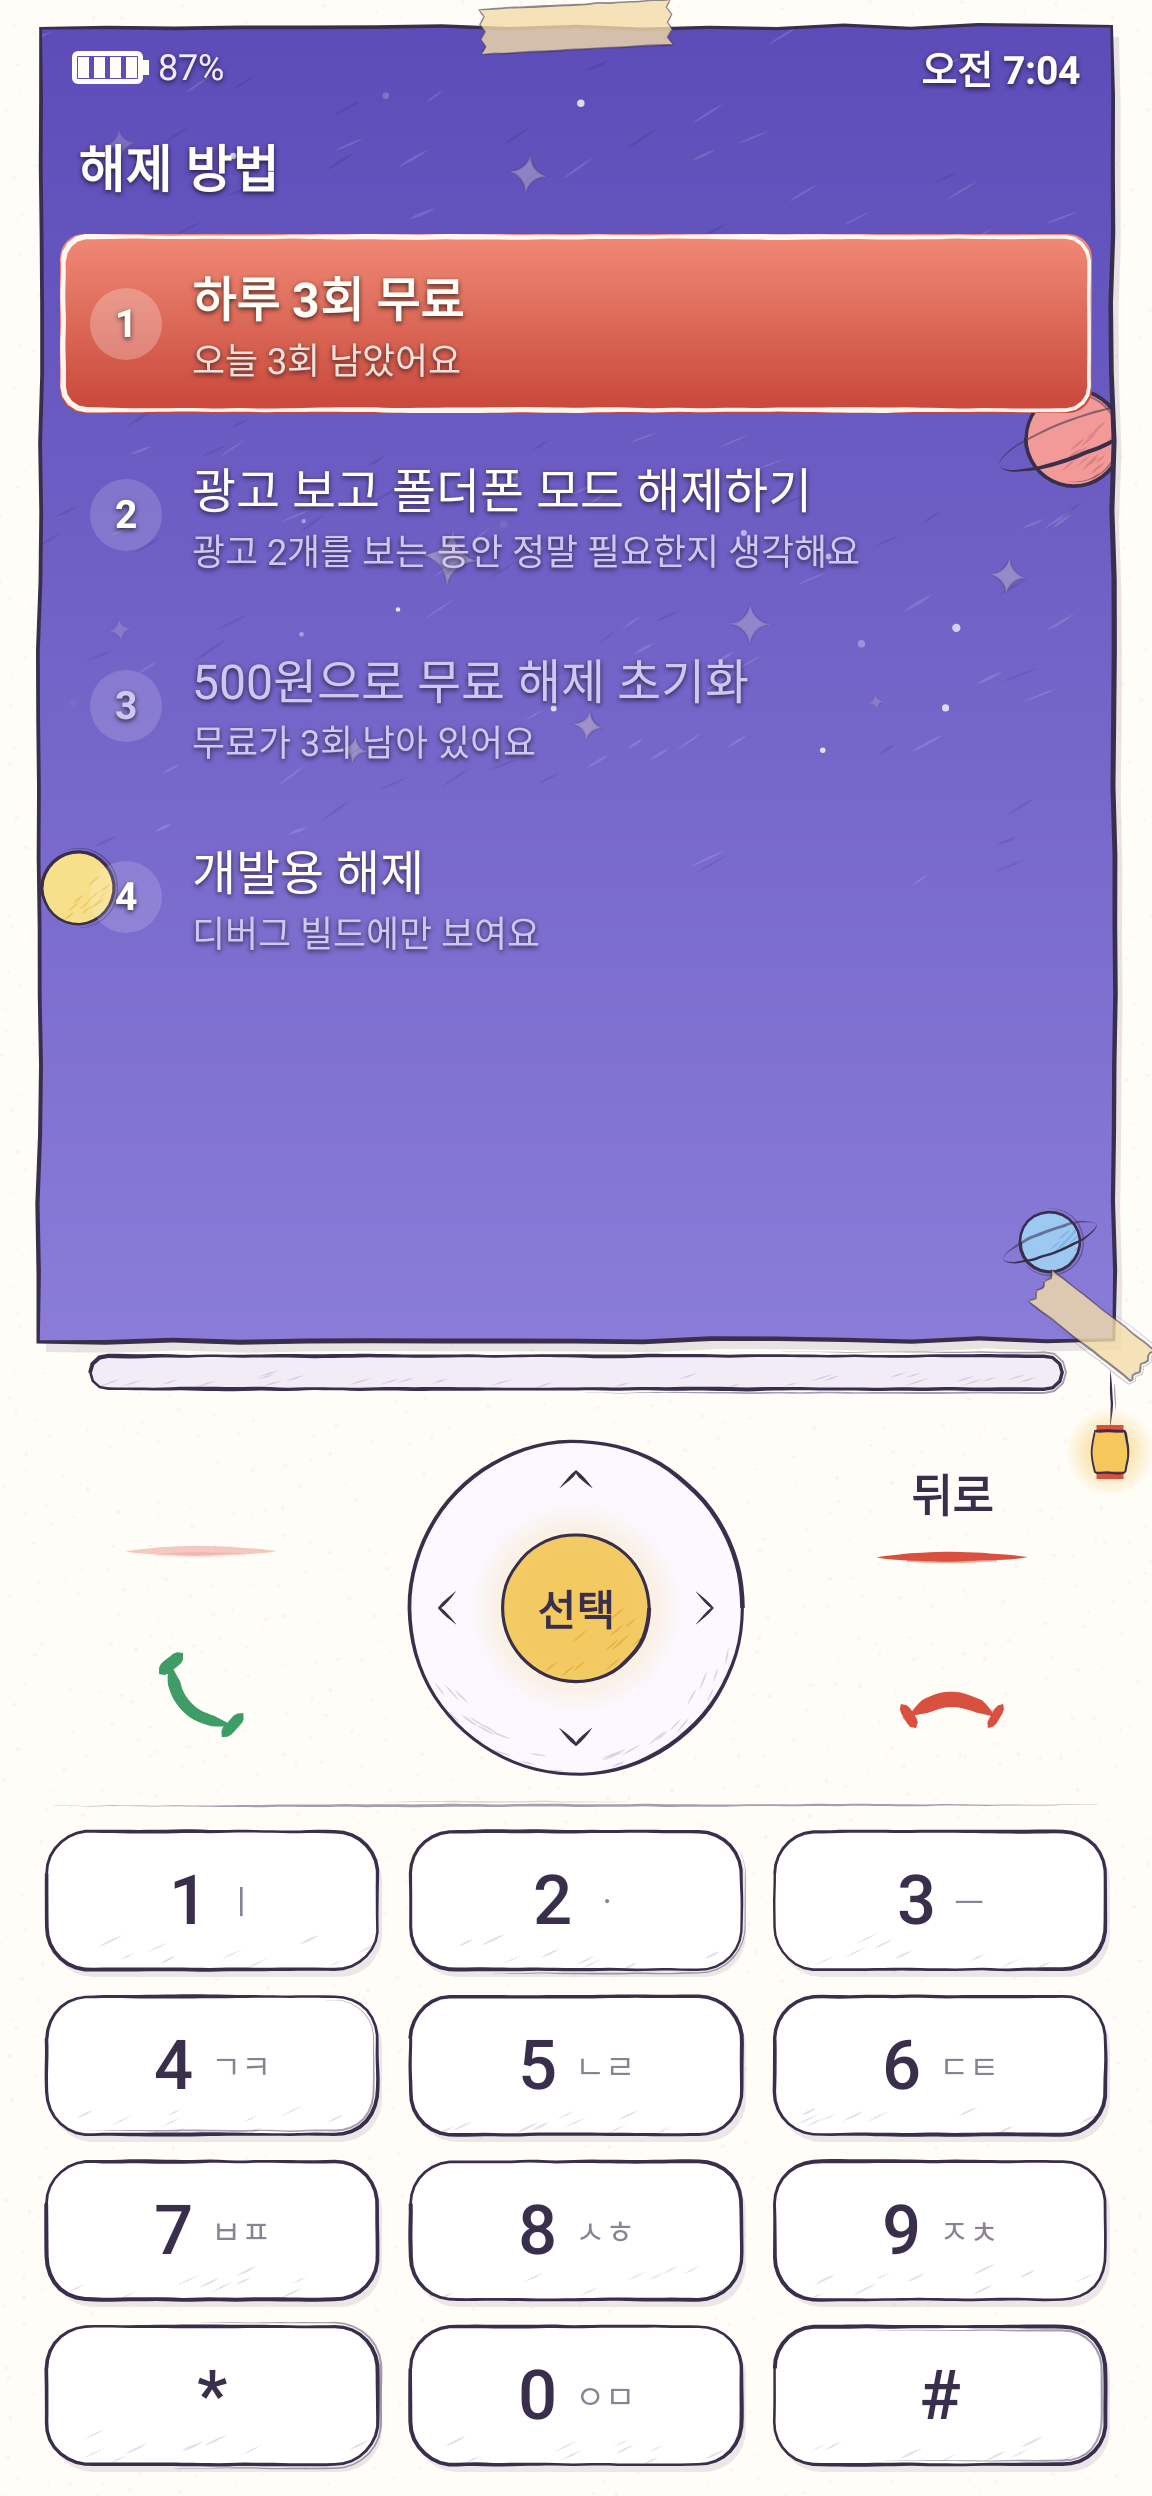 87%
오전 7:04
해제 방법
1
하루 3회 무료
오늘 3회 남았어요
2
광고 보고 폴더폰 모드 해제하기
광고 2개를 보는 동안 정말 필요한지 생각해요
3
500원으로 무료 해제 초기화
무료가 3회 남아 있어요
4
개발용 해제
디버그 빌드에만 보여요
뒤로
선택
1 ㅣ
2 ·
3 ㅡ
4 ㄱㅋ
5 ㄴㄹ
6 ㄷㅌ
7 ㅂㅍ
8 ㅅㅎ
9 ㅈㅊ
*
0 ㅇㅁ
#